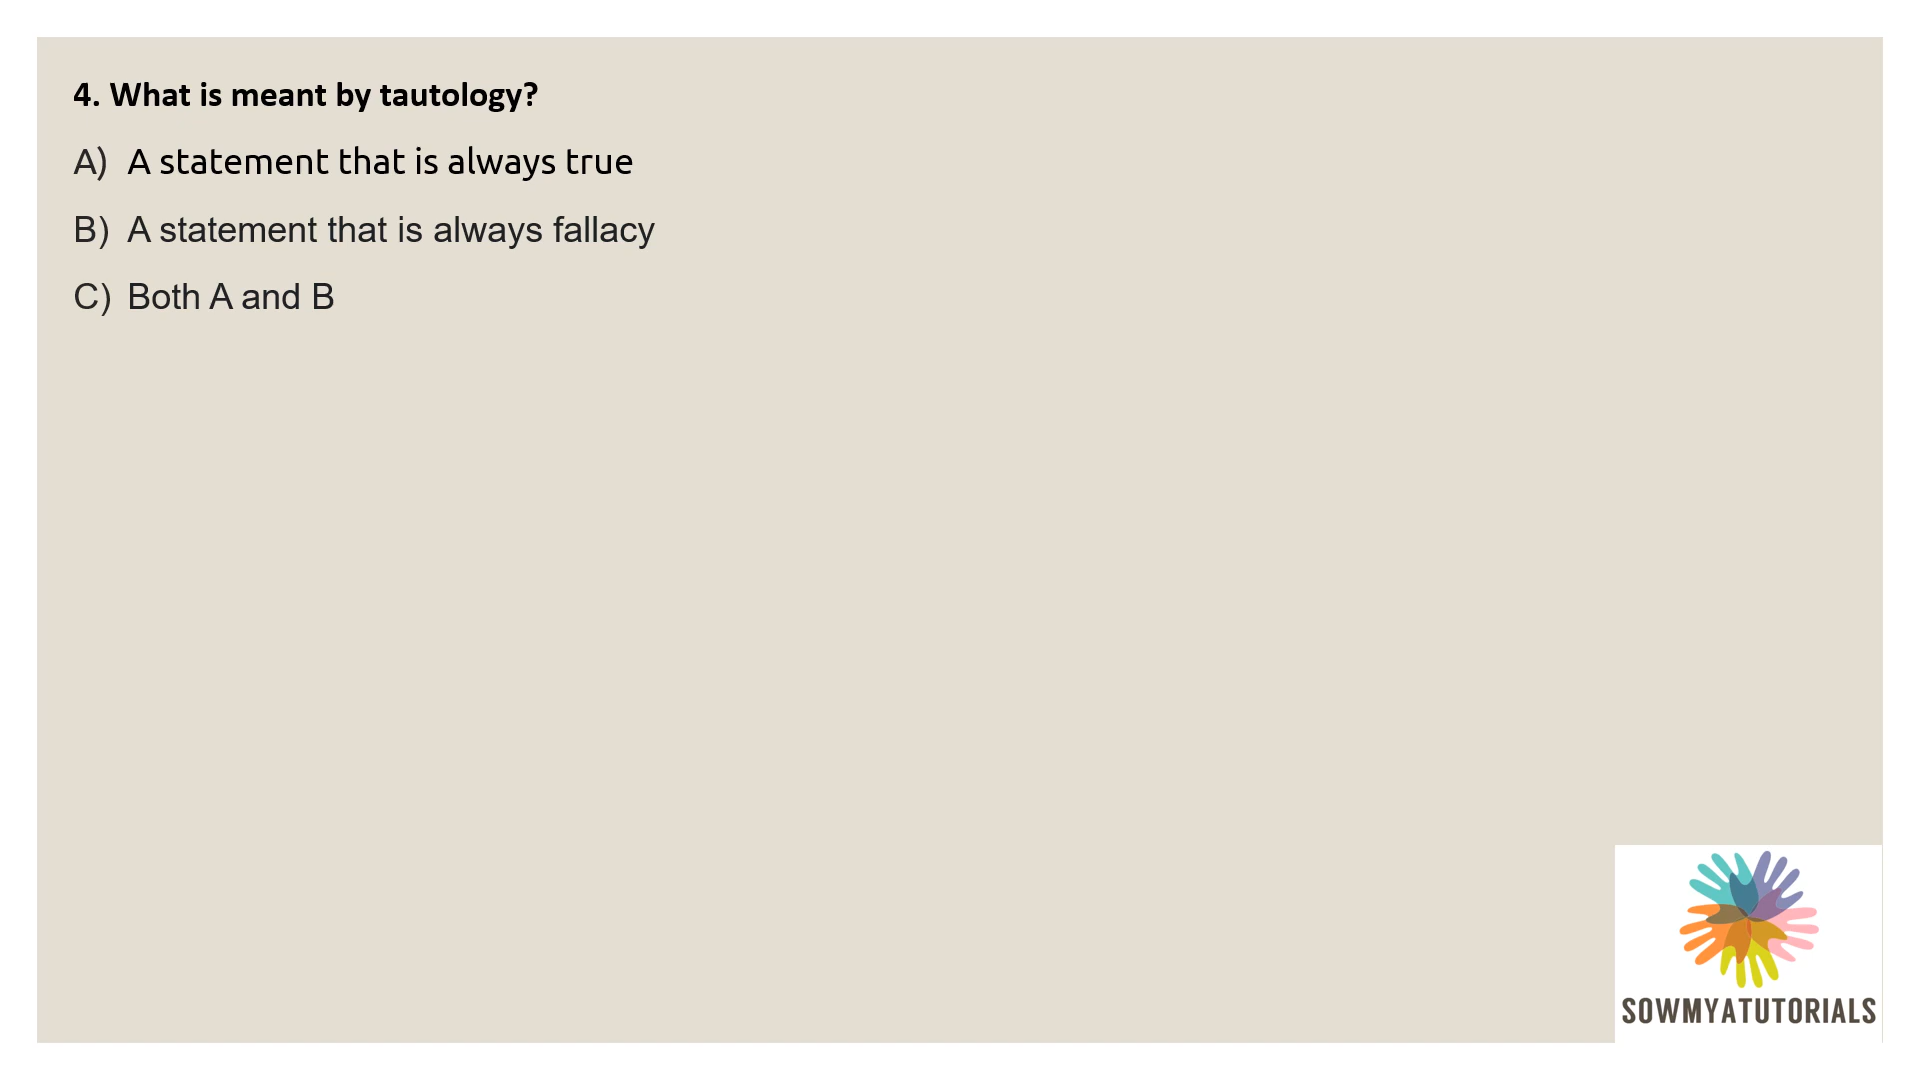 4. What is meant by tautology?
A) A statement that is always true
B) A statement that is always fallacy
C) Both A and B
SOWMYATUTORIALS